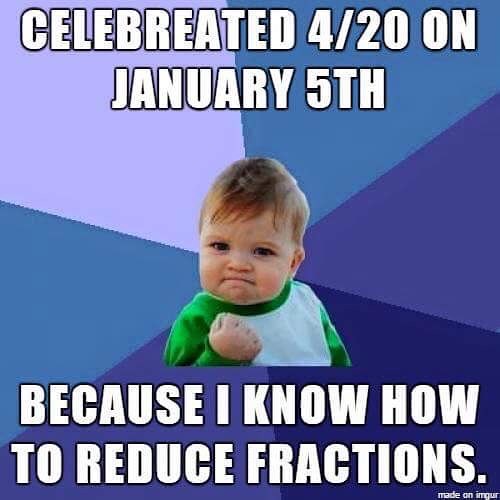 CELEBREATED 4/20 ON
JANUARY 5TH
BECAUSE I KNOW HOW
TO REDUCE FRACTIONS.
made on imgur